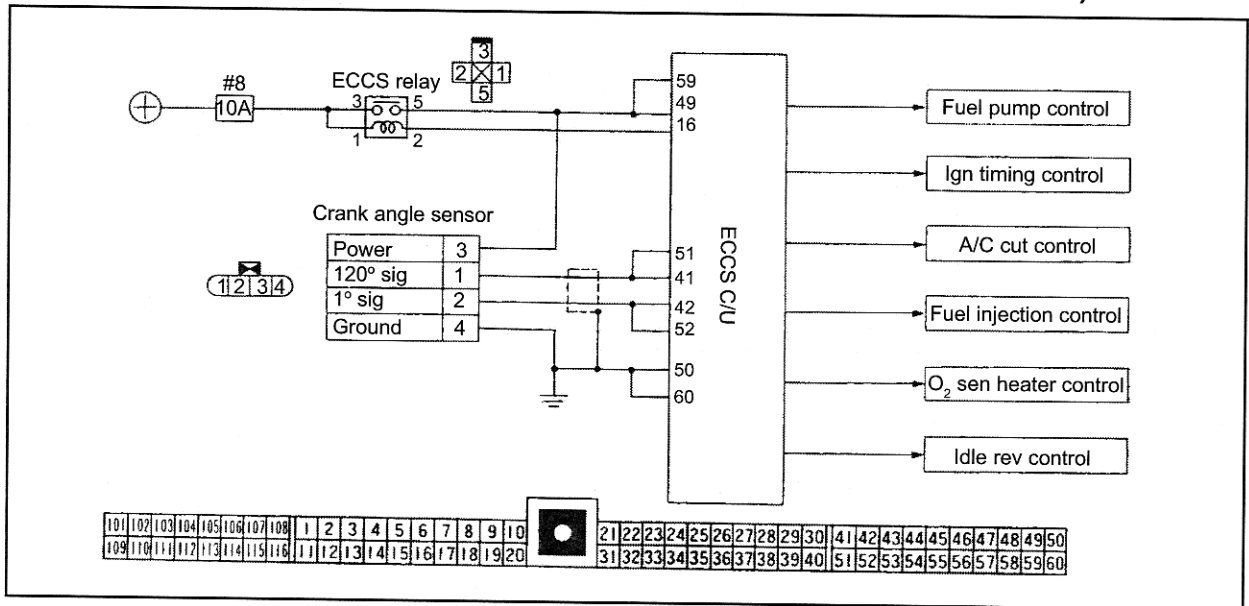 #8
10A
ECCS relay
3 5
1 2
3
2 1
5
59
49
16
Crank angle sensor
Power 3
120º sig 1
1º sig 2
Ground 4
1 2 3 4
51
41
42
52
50
60
ECCS C/U
Fuel pump control
Ign timing control
A/C cut control
Fuel injection control
O₂ sen heater control
Idle rev control
101 102 103 104 105 106 107 108 1 2 3 4 5 6 7 8 9 10 21 22 23 24 25 26 27 28 29 30 41 42 43 44 45 46 47 48 49 50
109 110 111 112 113 114 115 116 11 12 13 14 15 16 17 18 19 20 31 32 33 34 35 36 37 38 39 40 51 52 53 54 55 56 57 58 59 60